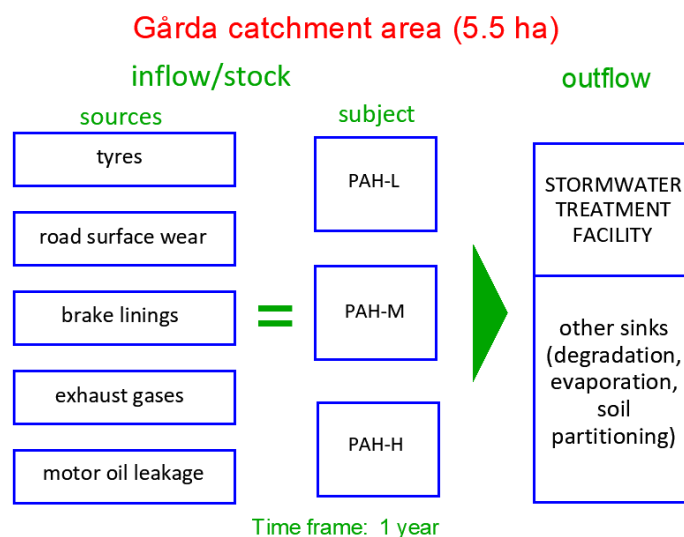 Gårda catchment area (5.5 ha)
inflow/stock
outflow
sources
subject
tyres
road surface wear
brake linings
exhaust gases
motor oil leakage
=
PAH-L
PAH-M
PAH-H
STORMWATER
TREATMENT
FACILITY
other sinks
(degradation,
evaporation,
soil
partitioning)
Time frame: 1 year